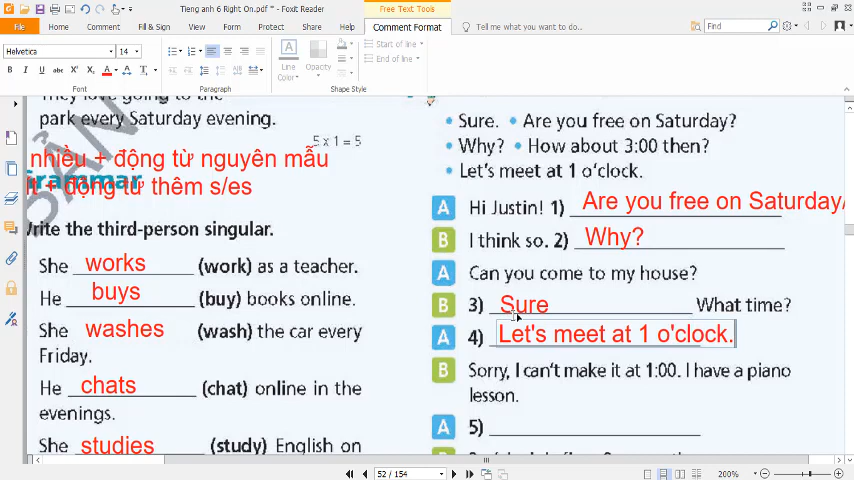 Tieng anh 6 Right On.pdf * - Foxit Reader
Free Text Tools
File Home Comment Fill & Sign View Form Protect Share Help Comment Format
Tell me what you want to do...
Find
Helvetica 14
B I U abc X² X₂ A
Font
Paragraph
Line Color
Opacity
Start of line
End of line
Shape Style
They love going to the
park every Saturday evening.
5 x 1 = 5
nhiều + động từ nguyên mẫu
Grammar
ít + động từ thêm s/es
BẢN
Write the third-person singular.
She works (work) as a teacher.
He buys (buy) books online.
She washes (wash) the car every
Friday.
He chats (chat) online in the
evenings.
She studies (study) English on
• Sure. • Are you free on Saturday?
• Why? • How about 3:00 then?
• Let's meet at 1 o'clock.
A Hi Justin! 1) Are you free on Saturday/
B I think so. 2) Why?
A Can you come to my house?
B 3) Sure What time?
A 4) Let's meet at 1 o'clock.
B Sorry, I can't make it at 1:00. I have a piano
lesson.
A 5)
52 / 154
200%